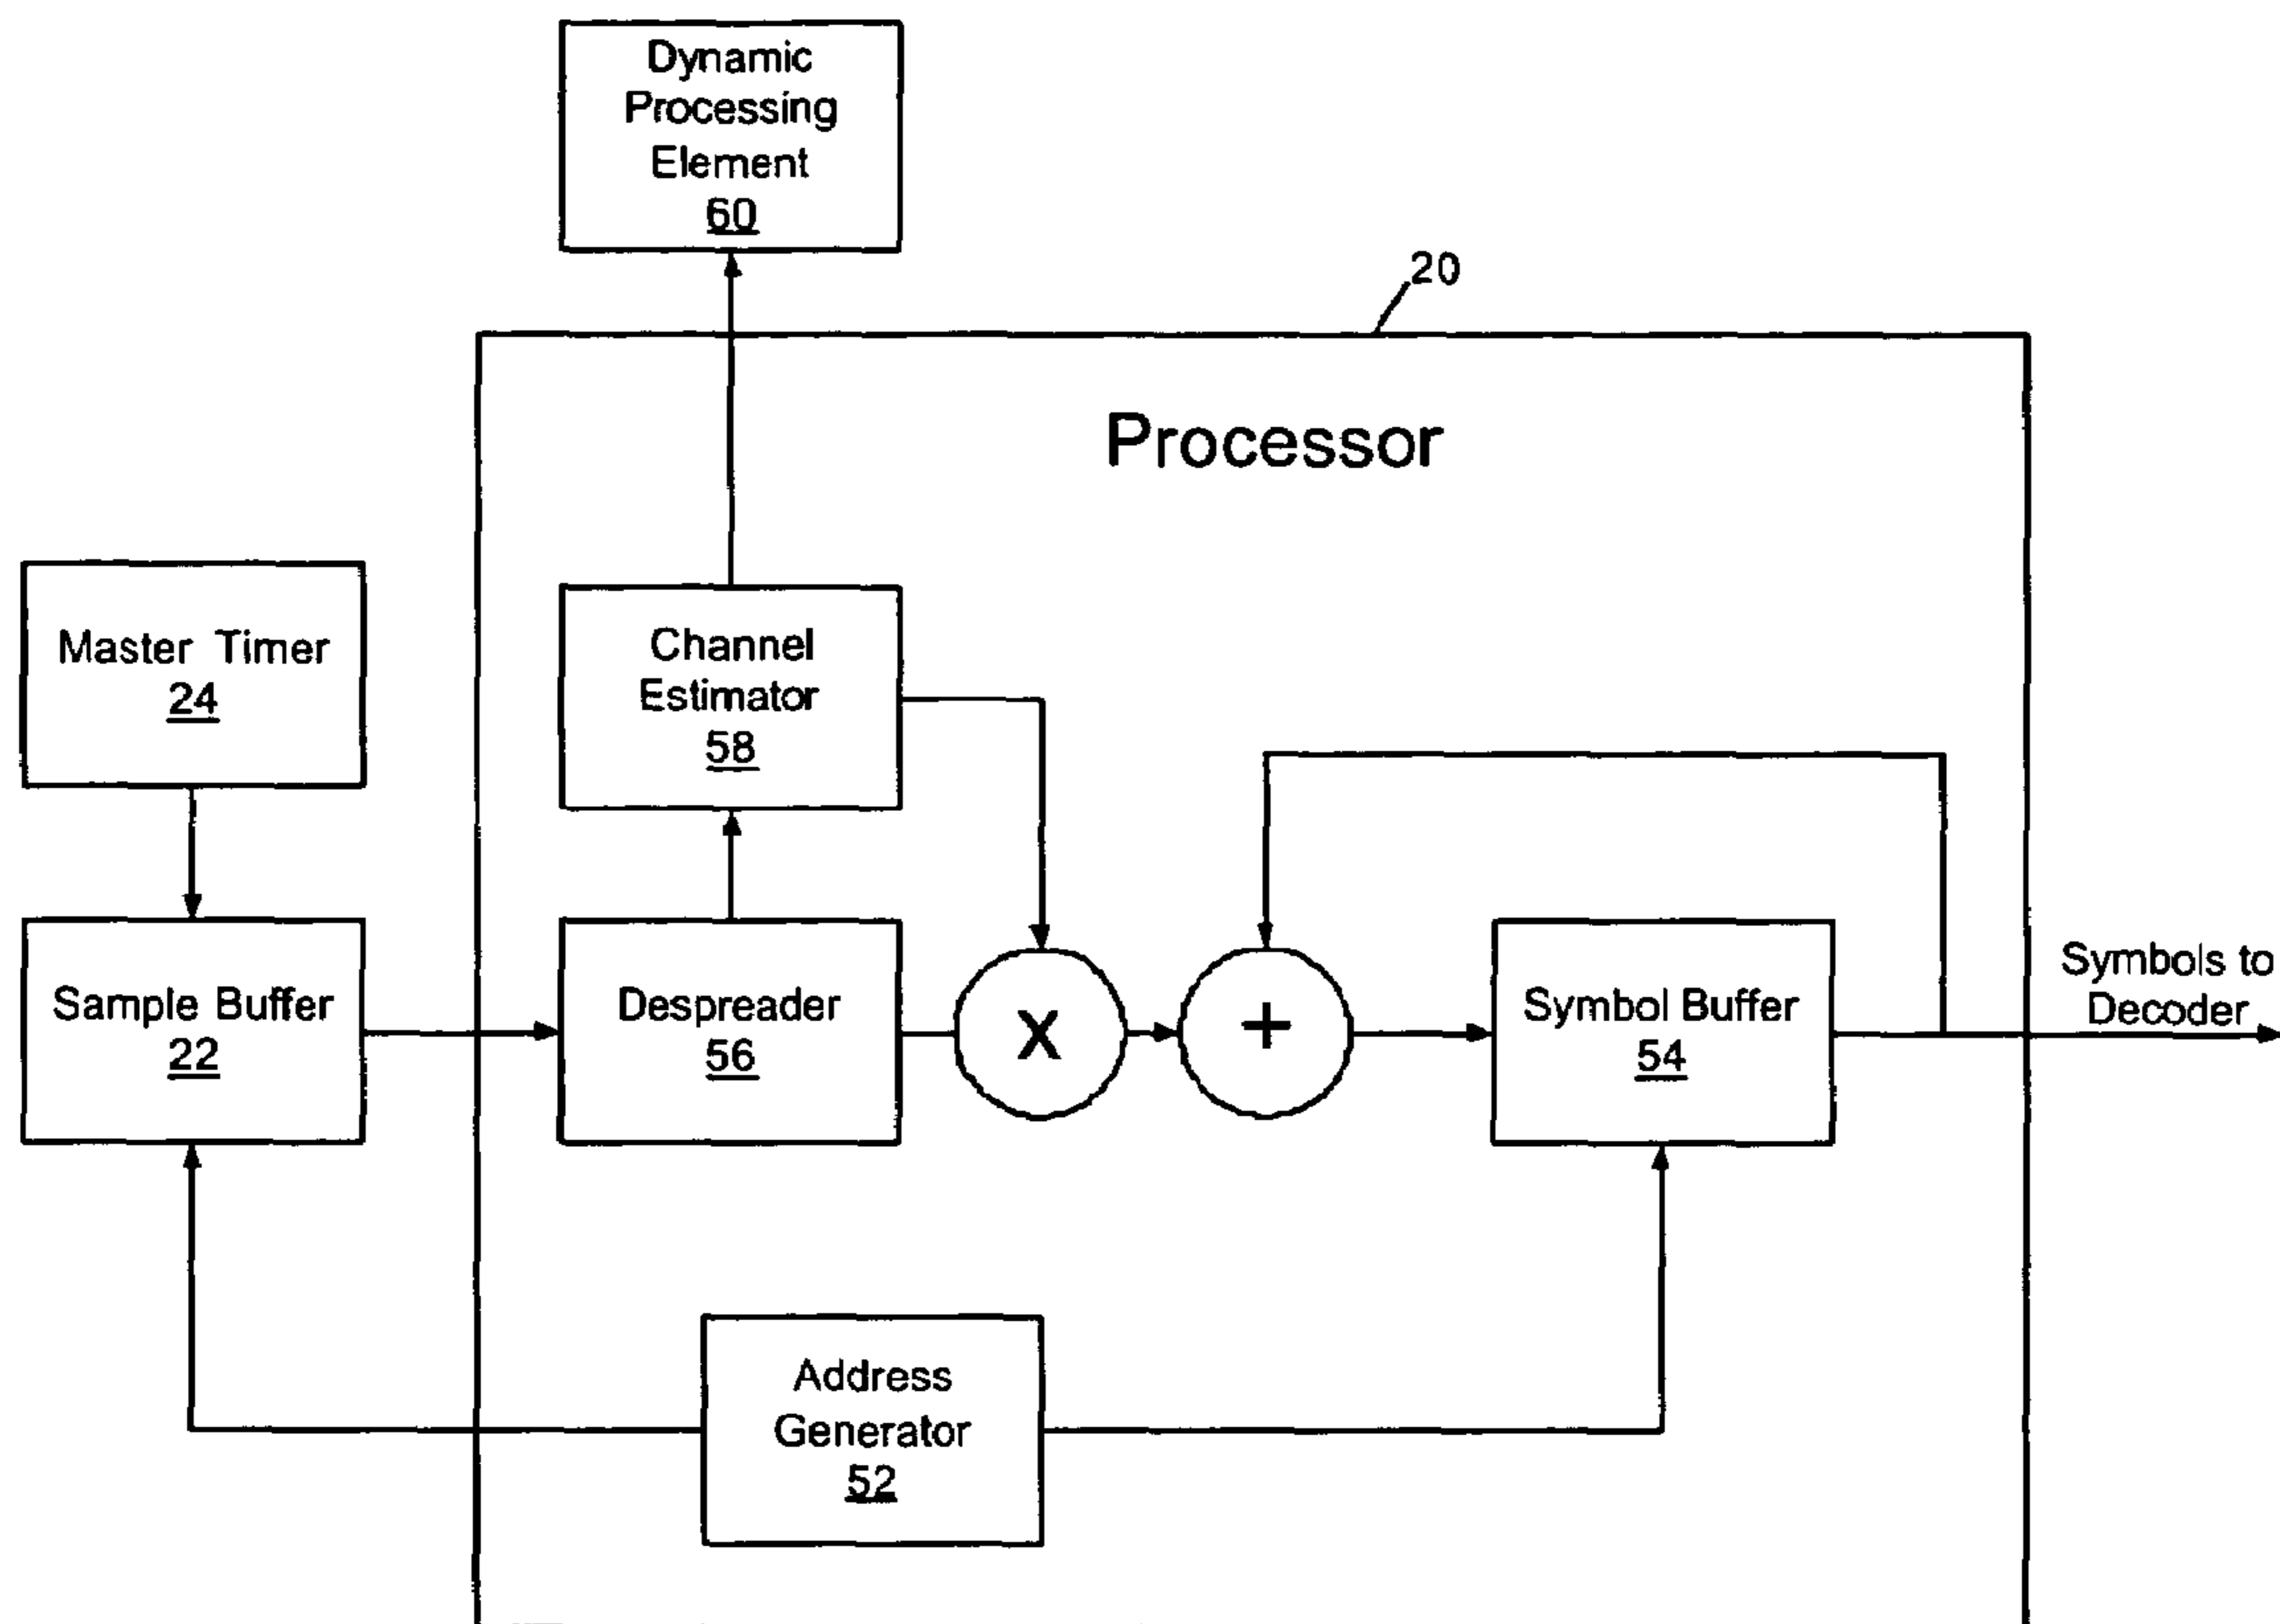 Dynamic
Processing
Element
60
20
Processor
Master Timer
24
Channel
Estimator
58
Sample Buffer
22
Despreader
56
X
+
Symbol Buffer
54
Symbols to
Decoder
Address
Generator
52